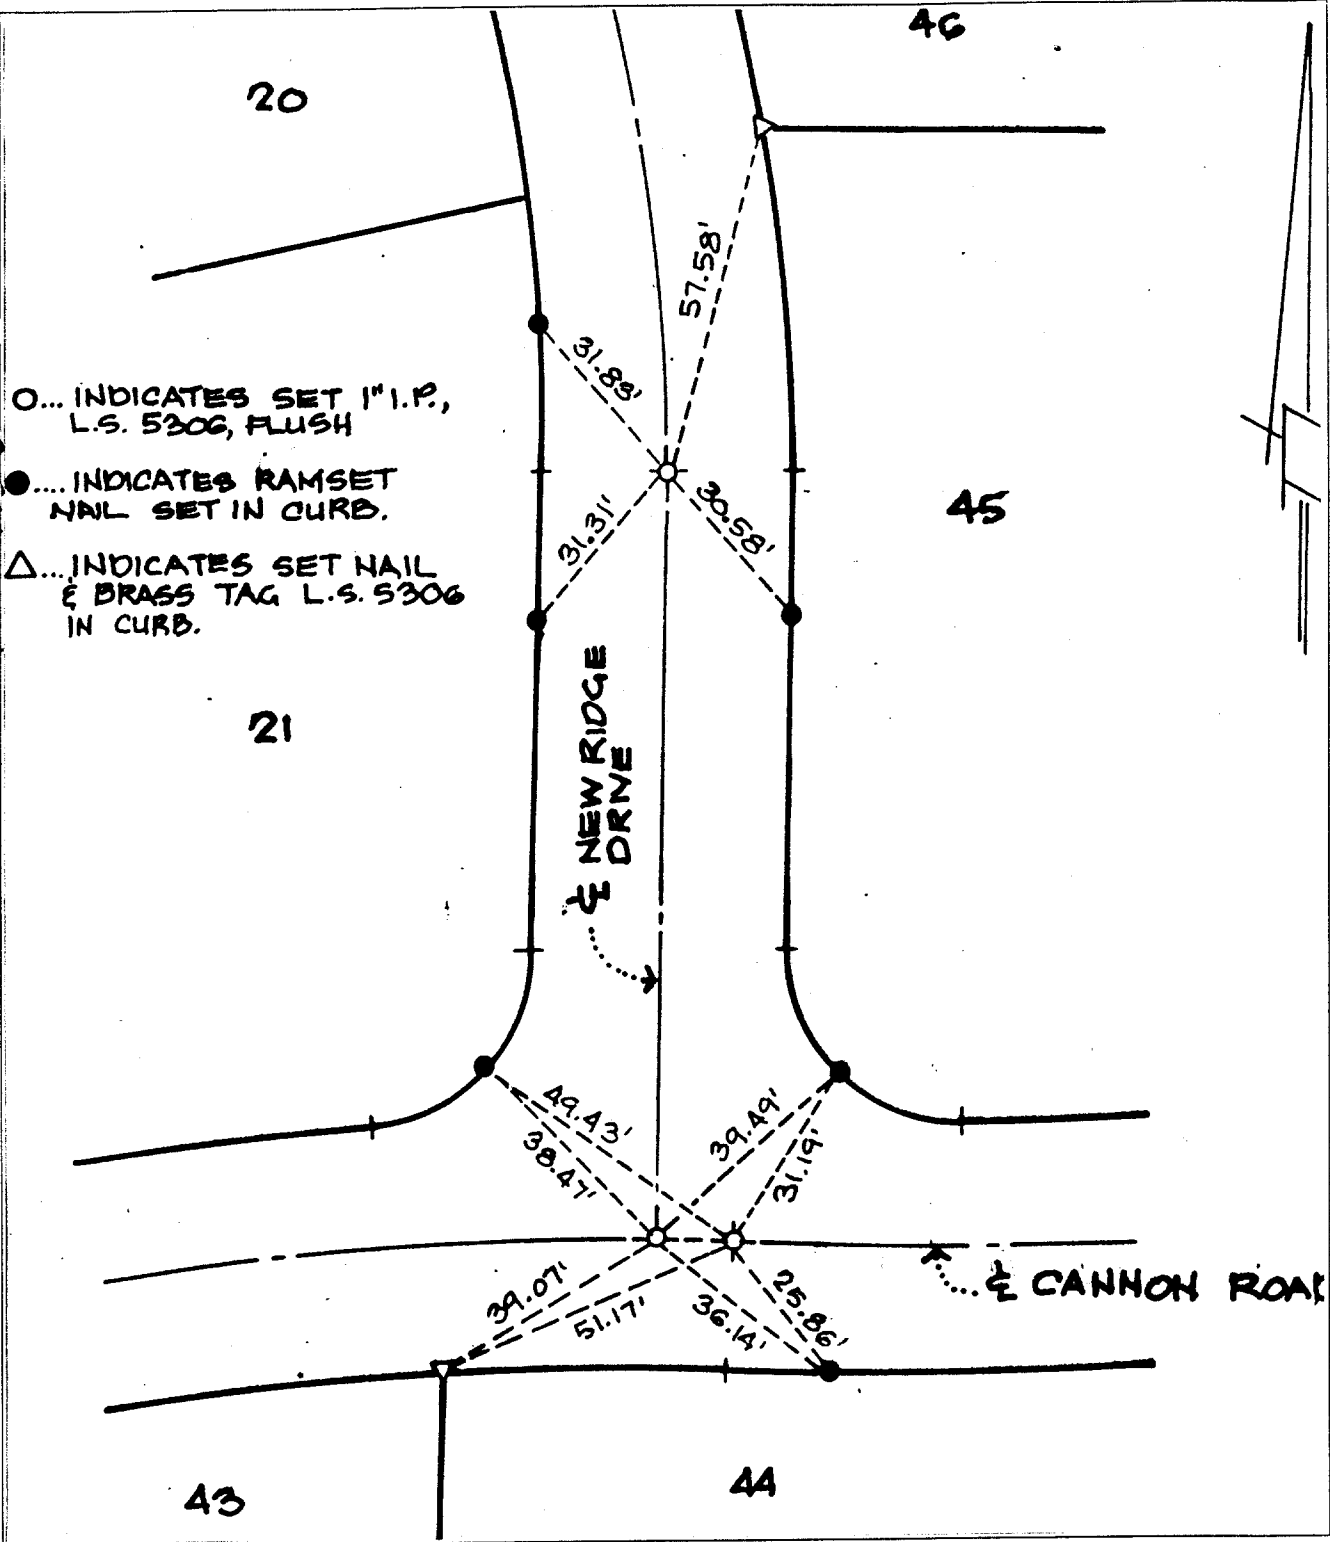 46
20
57.58'
31.88'
O... INDICATES SET 1" I.P.,
L.S. 5306, FLUSH
●.... INDICATES RAMSET
NAIL SET IN CURB.
△... INDICATES SET NAIL
& BRASS TAG L.S. 5306
IN CURB.
31.31'
30.58'
45
21
℄ NEW RIDGE
DRIVE
49.43'
38.47'
39.49'
31.19'
℄ CANNON ROA
39.07'
51.17'
36.14'
25.86'
43
44